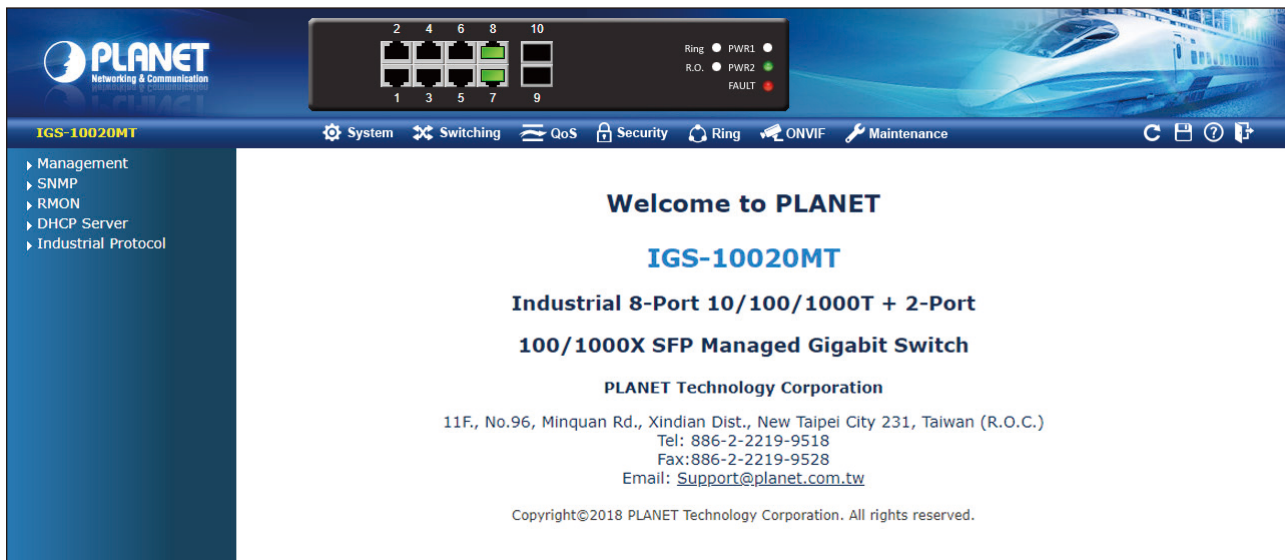 PLANET
Networking & Communication
2 4 6 8 10
1 3 5 7 9
Ring PWR1
R.O. PWR2
FAULT
IGS-10020MT
System Switching QoS Security Ring ONVIF Maintenance
Management
SNMP
RMON
DHCP Server
Industrial Protocol
Welcome to PLANET
IGS-10020MT
Industrial 8-Port 10/100/1000T + 2-Port
100/1000X SFP Managed Gigabit Switch
PLANET Technology Corporation
11F., No.96, Minquan Rd., Xindian Dist., New Taipei City 231, Taiwan (R.O.C.)
Tel: 886-2-2219-9518
Fax:886-2-2219-9528
Email: Support@planet.com.tw
Copyright©2018 PLANET Technology Corporation. All rights reserved.